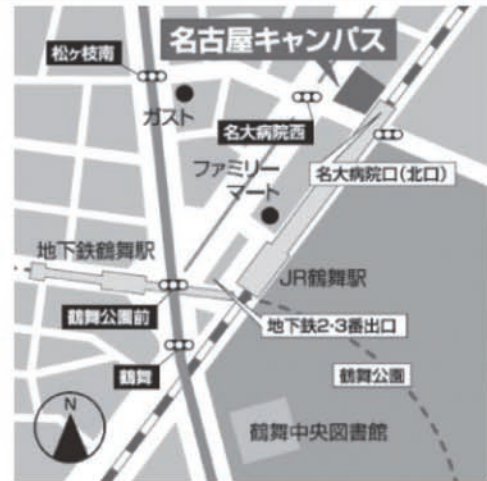 名古屋キャンパス
松ヶ枝南
ガスト
名大病院西
ファミリー
マート
名大病院口(北口)
地下鉄鶴舞駅
JR鶴舞駅
鶴舞公園前
地下鉄2・3番出口
鶴舞
鶴舞公園
N
鶴舞中央図書館